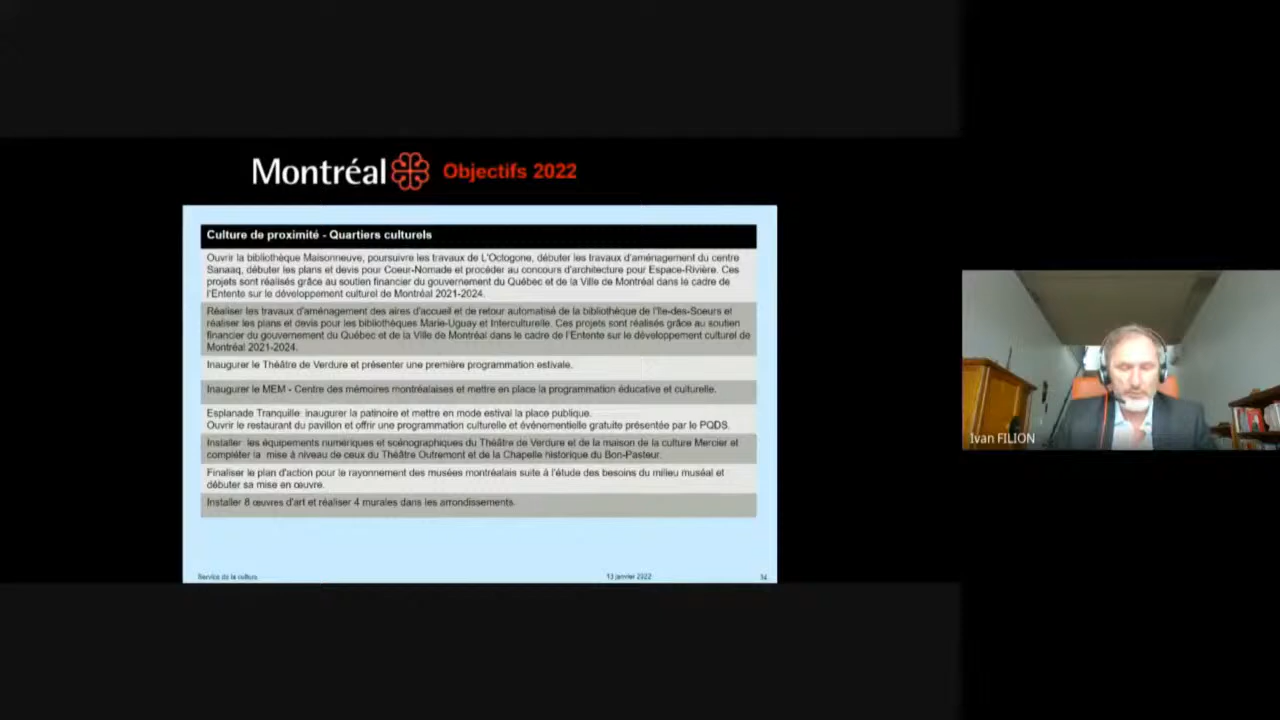 Montréal Objectifs 2022
Culture de proximité - Quartiers culturels
Ouvrir la bibliothèque Maisonneuve, poursuivre les travaux de L'Octogone, débuter les travaux d'aménagement du centre
Sanaaq, débuter les plans et devis pour Coeur-Nomade et procéder au concours d'architecture pour Espace-Rivière. Ces
projets sont réalisés grâce au soutien financier du gouvernement du Québec et de la Ville de Montréal dans le cadre de
l'Entente sur le développement culturel de Montréal 2021-2024.
Réaliser les travaux d'aménagement des aires d'accueil et de retour automatisé de la bibliothèque de l'Ile-des-Soeurs et
réaliser les plans et devis pour les bibliothèques Marie-Uguay et Interculturelle. Ces projets sont réalisés grâce au soutien
financier du gouvernement du Québec et de la Ville de Montréal dans le cadre de l'Entente sur le développement culturel de
Montréal 2021-2024.
Inaugurer le Théâtre de Verdure et présenter une première programmation estivale.
Inaugurer le MEM - Centre des mémoires montréalaises et mettre en place la programmation éducative et culturelle.
Esplanade Tranquille: inaugurer la patinoire et mettre en mode estival la place publique.
Ouvrir le restaurant du pavillon et offrir une programmation culturelle et événementielle gratuite présentée par le PQDS.
Installer les équipements numériques et scénographiques du Théâtre de Verdure et de la maison de la culture Mercier et
compléter la mise à niveau de ceux du Théâtre Outremont et de la Chapelle historique du Bon-Pasteur.
Finaliser le plan d'action pour le rayonnement des musées montréalais suite à l'étude des besoins du milieu muséal et
débuter sa mise en œuvre.
Installer 8 œuvres d'art et réaliser 4 murales dans les arrondissements.
Service de la culture 13 janvier 2022 34
Ivan FILION